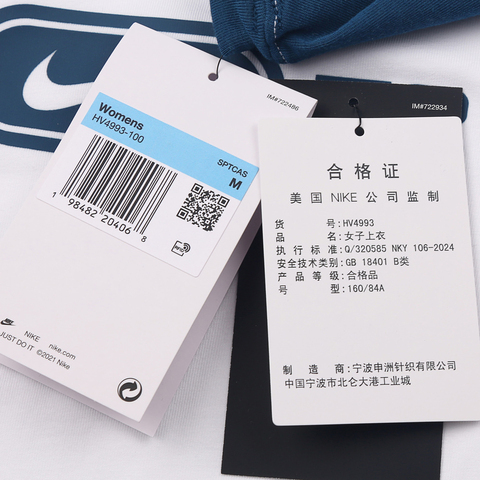 IM#722486
Womens
HV4993-100
SPTCAS
M
1 98482 20406 8
RFID
NIKE
nike.com
JUST DO IT ©2021 Nike
IM#722934
合格证
美国 NIKE 公司监制
货号: HV4993
品名: 女子上衣
执行标准: Q/320585 NKY 106-2024
安全技术类别: GB 18401 B类
产品等级: 合格品
号型: 160/84A
制造商: 宁波申洲针织有限公司
中国宁波市北仑大港工业城